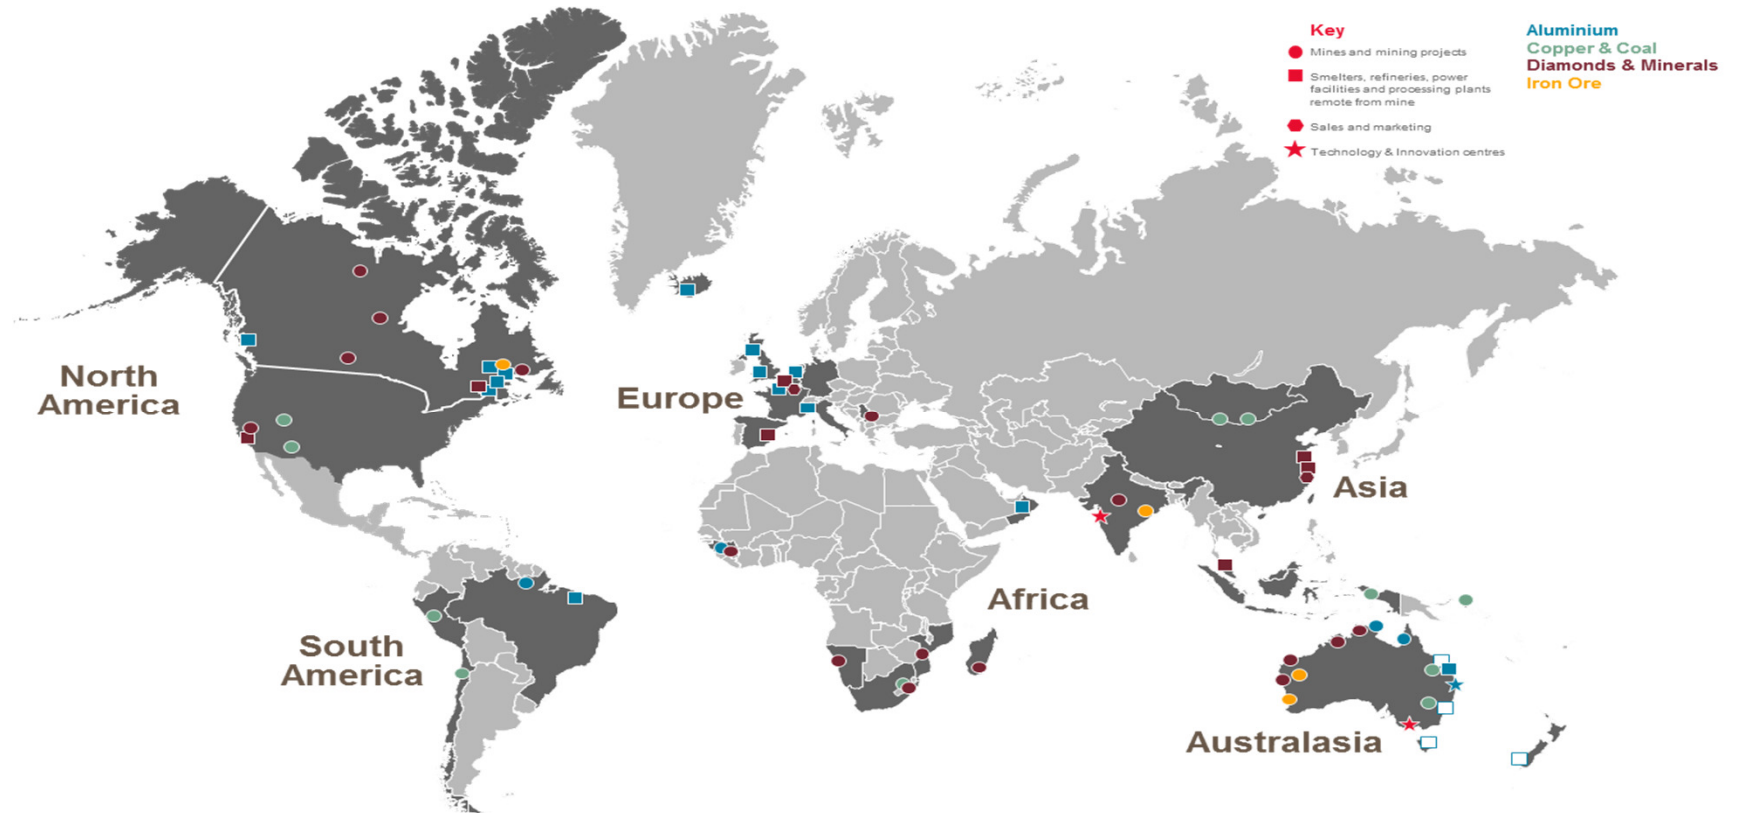 Key
Mines and mining projects
Smelters, refineries, power
facilities and processing plants
remote from mine
Sales and marketing
Technology & Innovation centres
Aluminium
Copper & Coal
Diamonds & Minerals
Iron Ore
North
America
Europe
Asia
Africa
South
America
Australasia